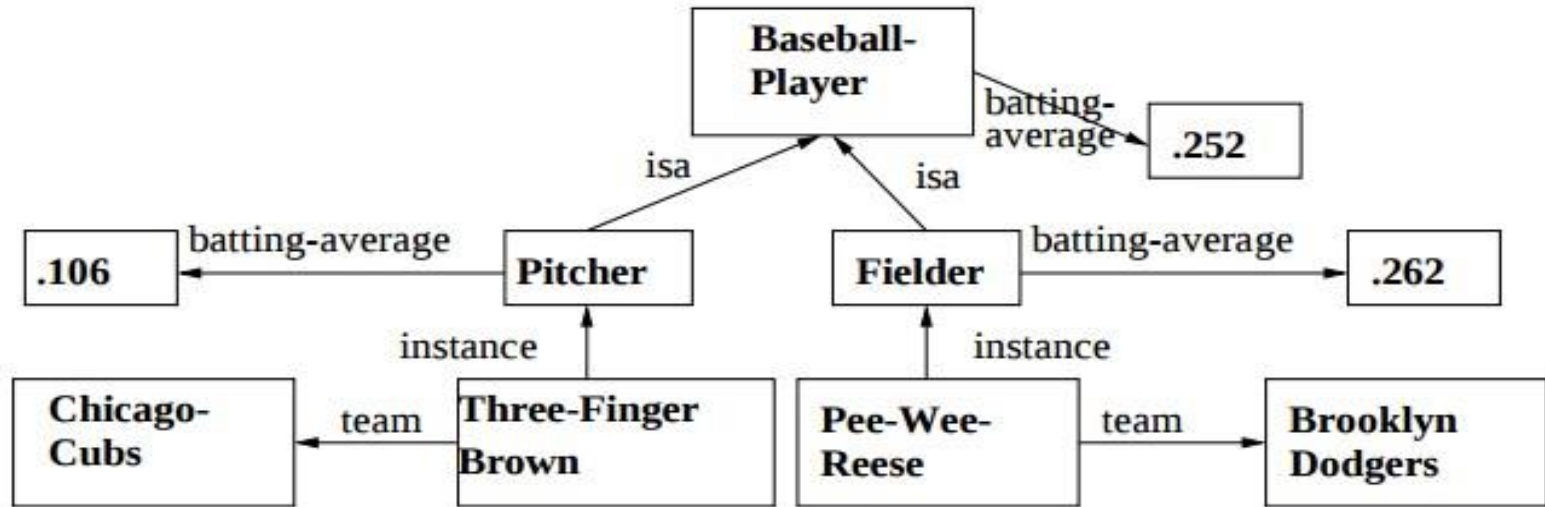 Baseball-
Player
batting-
average
.252
isa
isa
.106
batting-average
Pitcher
Fielder
batting-average
.262
instance
instance
Chicago-
Cubs
team
Three-Finger
Brown
Pee-Wee-
Reese
team
Brooklyn
Dodgers